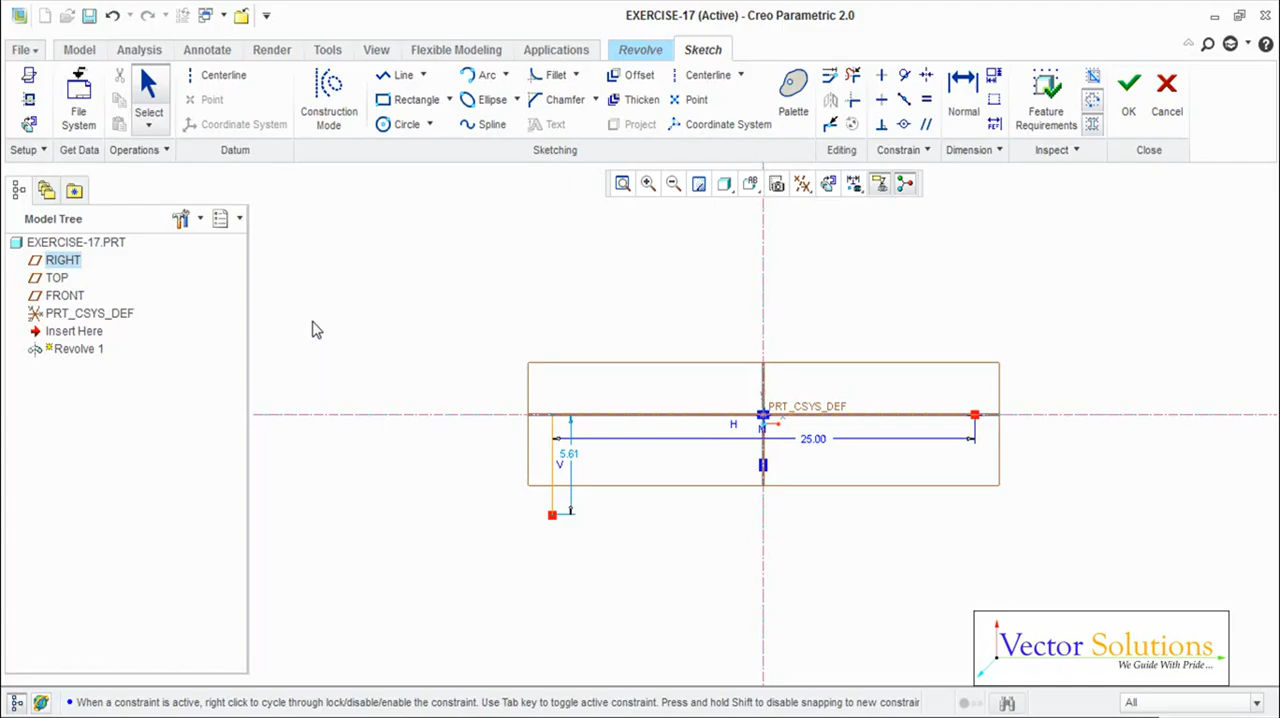 EXERCISE-17 (Active) - Creo Parametric 2.0
File Model Analysis Annotate Render Tools View Flexible Modeling Applications Revolve Sketch
Centerline Line Arc Fillet Offset Centerline
Point Rectangle Ellipse Chamfer Thicken Point
Coordinate System Circle Spline Text Project Coordinate System
File System
Select
Construction Mode
Palette
Normal
Feature Requirements
OK
Cancel
Setup Get Data Operations Datum Sketching Editing Constrain Dimension Inspect Close
Model Tree
EXERCISE-17.PRT
RIGHT
TOP
FRONT
PRT_CSYS_DEF
Insert Here
Revolve 1
PRT_CSYS_DEF
H
M
25.00
5.61
V
Vector Solutions
We Guide With Pride...
When a constraint is active, right click to cycle through lock/disable/enable the constraint. Use Tab key to toggle active constraint. Press and hold Shift to disable snapping to new constrair
All